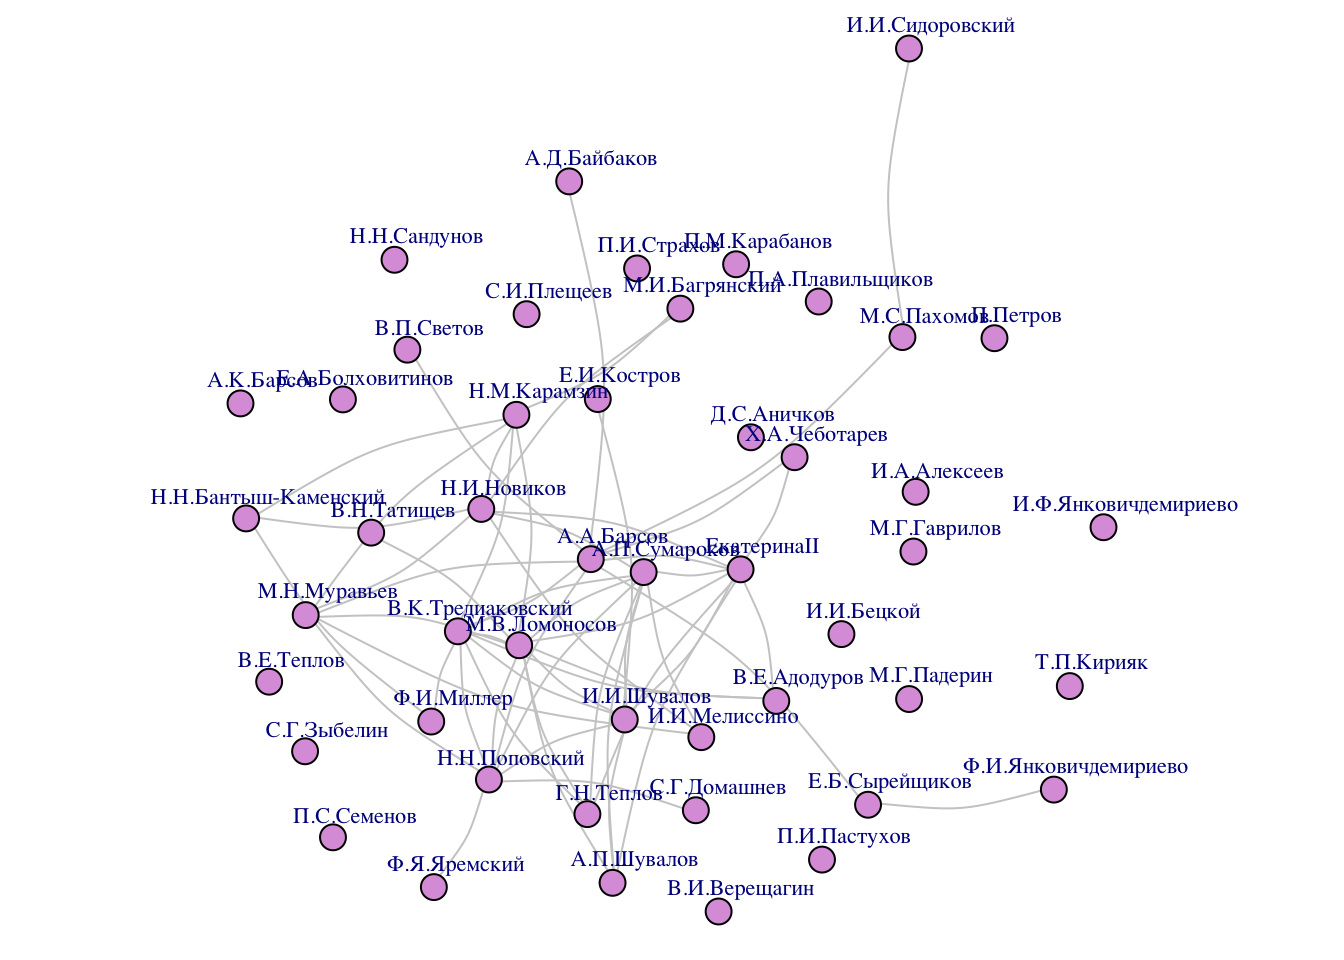 И.И.Сидоровский
А.Д.Байбаков
Н.Н.Сандунов
П.И.Страхов
П.М.Карабанов
С.И.Плещеев
М.И.Багрянский
П.А.Плавильщиков
В.П.Светов
М.С.Пахомов
П.Петров
А.К.Барсов
Е.А.Болховитинов
Н.М.Карамзин
Е.И.Костров
Д.С.Аничков
Х.А.Чеботарев
И.А.Алексеев
Н.Н.Бантыш-Каменский
В.Н.Татищев
Н.И.Новиков
И.Ф.Янковичдемириево
А.А.Барсов
А.П.Сумароков
ЕкатеринаII
М.Г.Гаврилов
М.Н.Муравьев
В.К.Тредиаковский
М.В.Ломоносов
И.И.Бецкой
В.Е.Теплов
Ф.И.Миллер
И.И.Шувалов
И.И.Мелиссино
В.Е.Адодуров
М.Г.Падерин
Т.П.Кирияк
С.Г.Зыбелин
Н.Н.Поповский
Г.Н.Теплов
С.Г.Домашнев
Е.Б.Сырейщиков
Ф.И.Янковичдемириево
П.С.Семенов
П.И.Пастухов
Ф.Я.Яремский
А.П.Шувалов
В.И.Верещагин